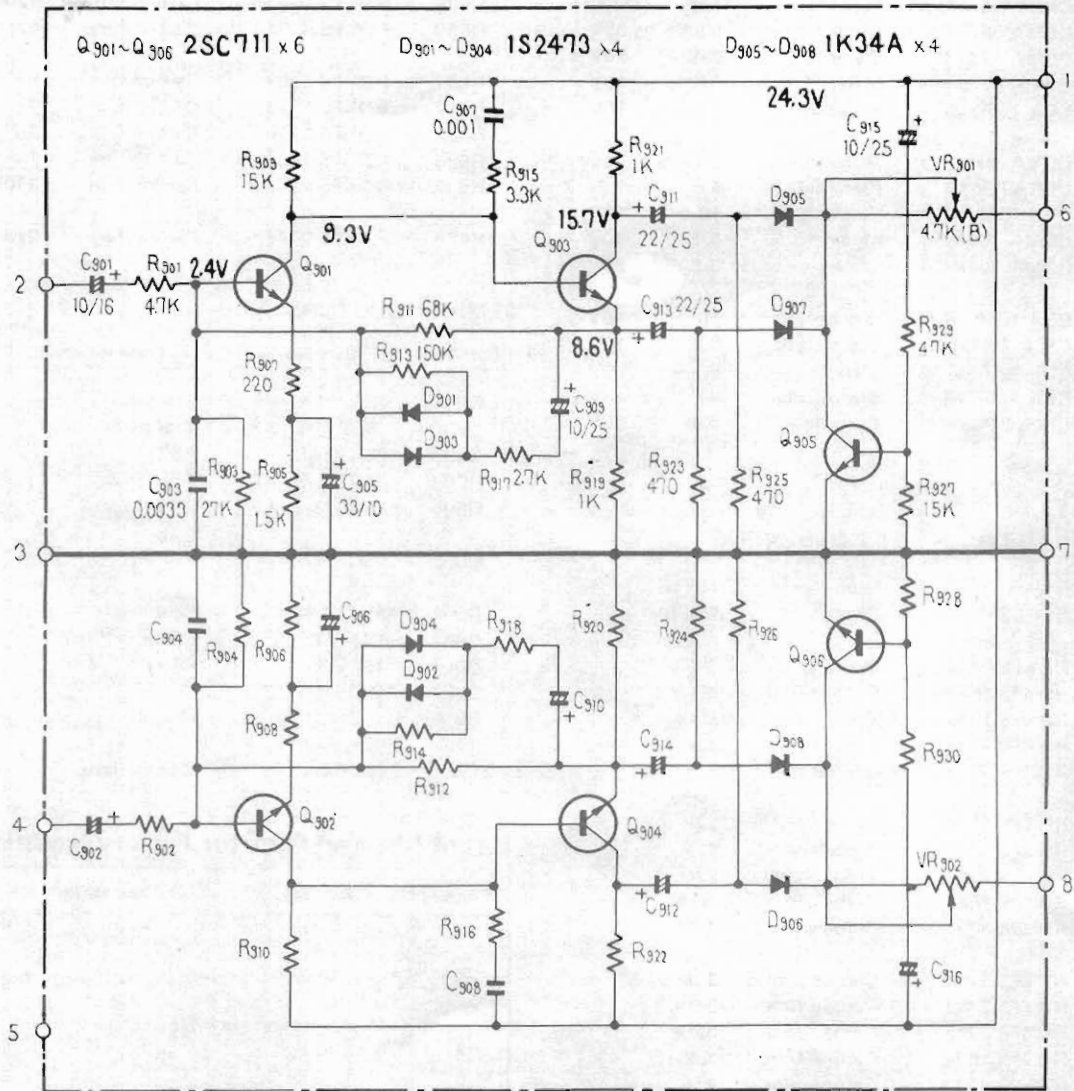 Q901~Q906 2SC711 x 6
D901~D904 1S2473 x4
D905~D908 1K34A x 4
1
24.3V
C907
0.001
C915
10/25
+
R909
15K
R921
1K
R915
3.3K
VR901
+ C911
22/25
D905
6
47K(B)
9.3V
15.7V
Q903
C901 +
10/16
R901
4.7K
2.4V
Q901
2
R911 68K
C913 22/25
+
D907
8.6V
R929
47K
R913 150K
R907
220
D901
+
C909
10/25
D903
Q905
R903
27K
R905
1.5K
+
C905
33/10
R917 2.7K
R919
1K
R923
470
R925
470
R927
15K
C903
0.0033
3
7
R928
C904
R904
R906
C906
+
D904
R918
R920
R924
R926
Q906
D902
C910
+
R908
R914
R912
C914
+
D908
R930
4
C902 +
R902
Q902
Q904
VR902
8
+
C912
D906
R916
R910
R922
C908
C916
+
5